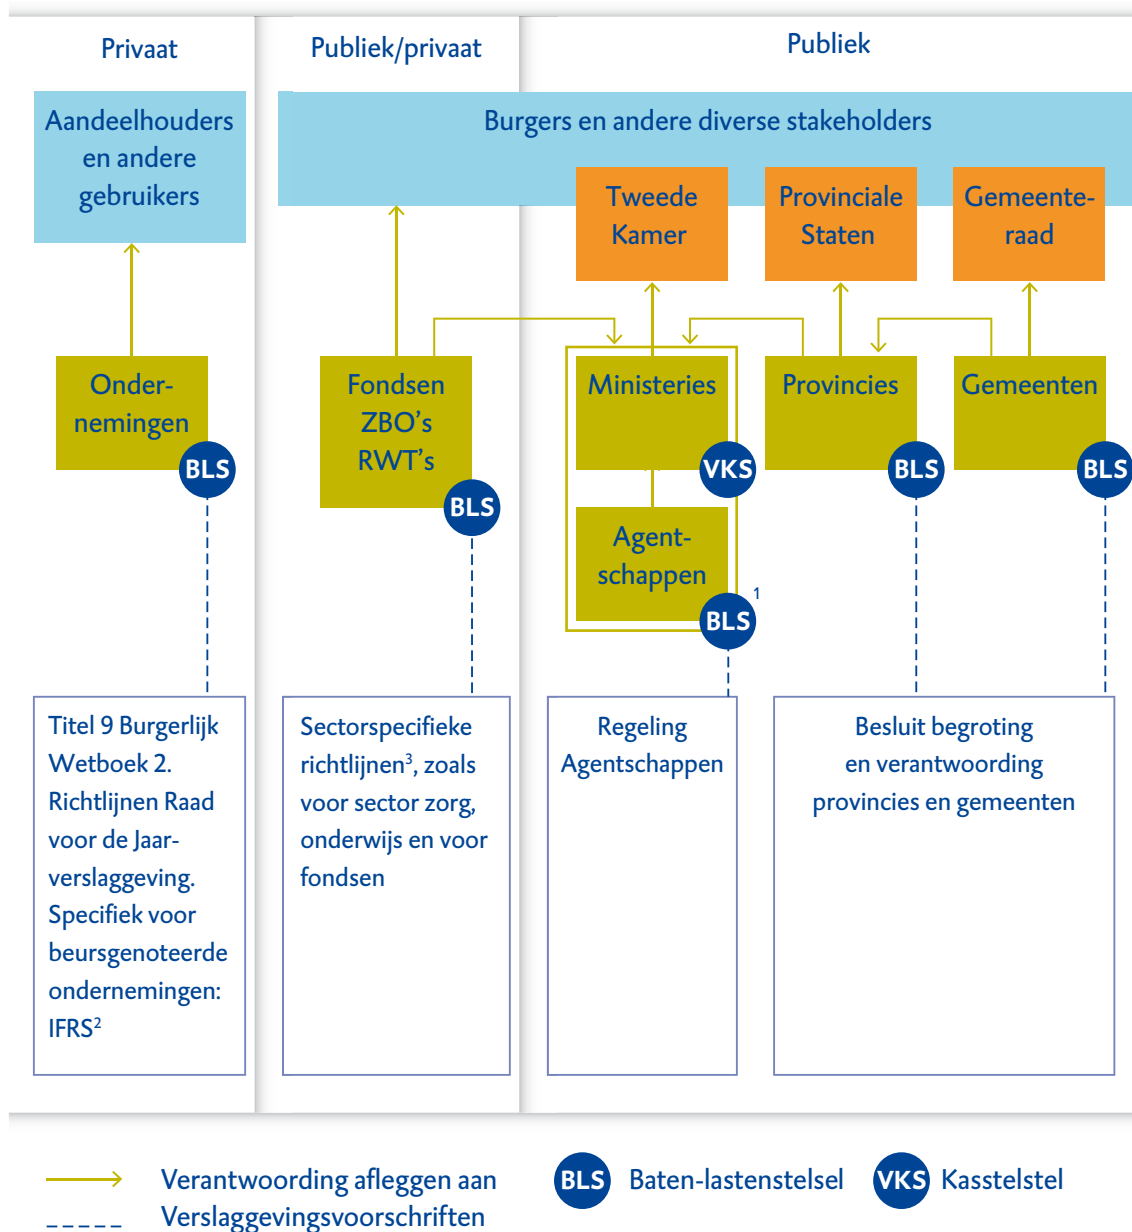 Privaat
Publiek/privaat
Publiek
Aandeelhouders
en andere
gebruikers
Burgers en andere diverse stakeholders
Tweede
Kamer
Provinciale
Staten
Gemeente-
raad
Onder-
nemingen
BLS
Fondsen
ZBO's
RWT's
BLS
Ministeries
VKS
Provincies
BLS
Gemeenten
BLS
Agent-
schappen
BLS
1
Titel 9 Burgerlijk
Wetboek 2.
Richtlijnen Raad
voor de Jaar-
verslaggeving.
Specifiek voor
beursgenoteerde
ondernemingen:
IFRS²
Sectorspecifieke
richtlijnen³, zoals
voor sector zorg,
onderwijs en voor
fondsen
Regeling
Agentschappen
Besluit begroting
en verantwoording
provincies en gemeenten
Verantwoording afleggen aan
Verslaggevingsvoorschriften
BLS Baten-lastenstelsel
VKS Kasstelstel